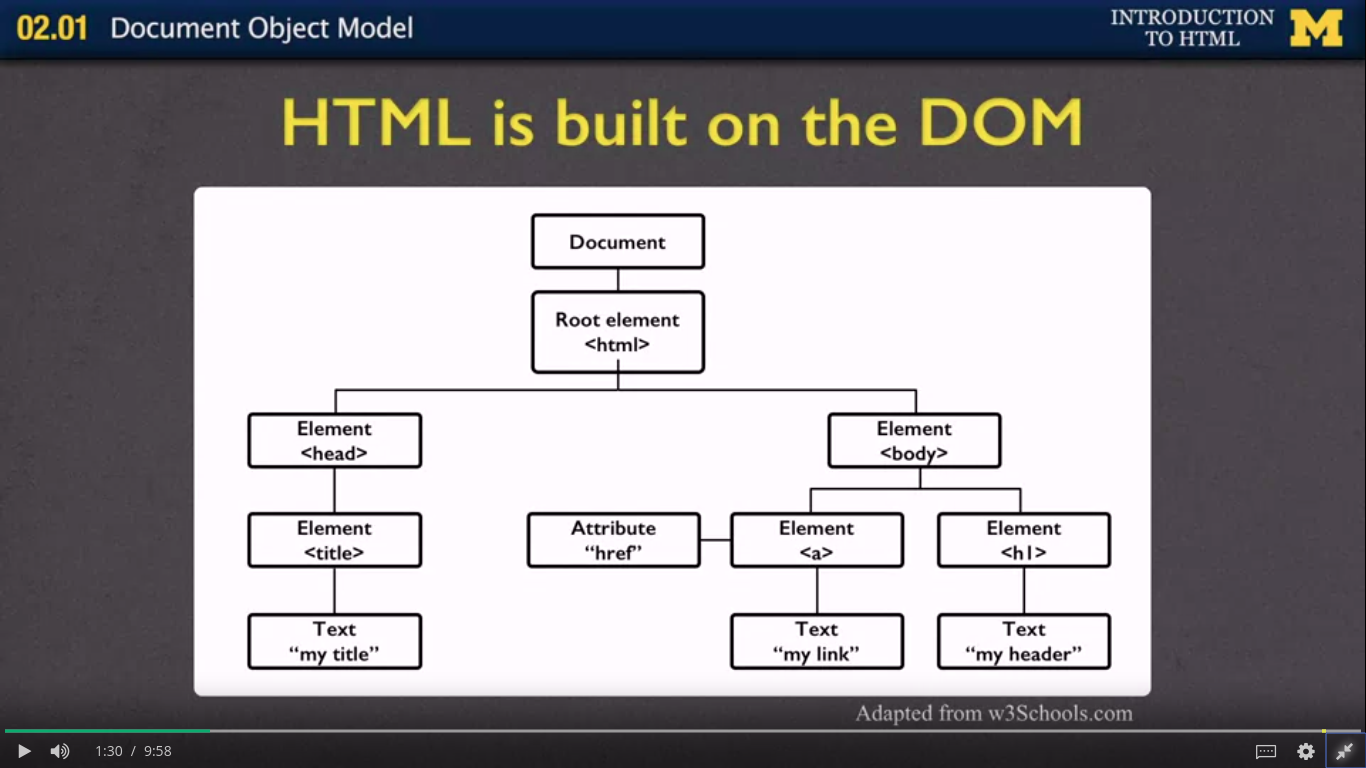 02.01 Document Object Model
INTRODUCTION
TO HTML
M
HTML is built on the DOM
Document
Root element
<html>
Element
<head>
Element
<body>
Element
<title>
Attribute
“href”
Element
<a>
Element
<h1>
Text
“my title”
Text
“my link”
Text
“my header”
Adapted from w3Schools.com
1:30 / 9:58